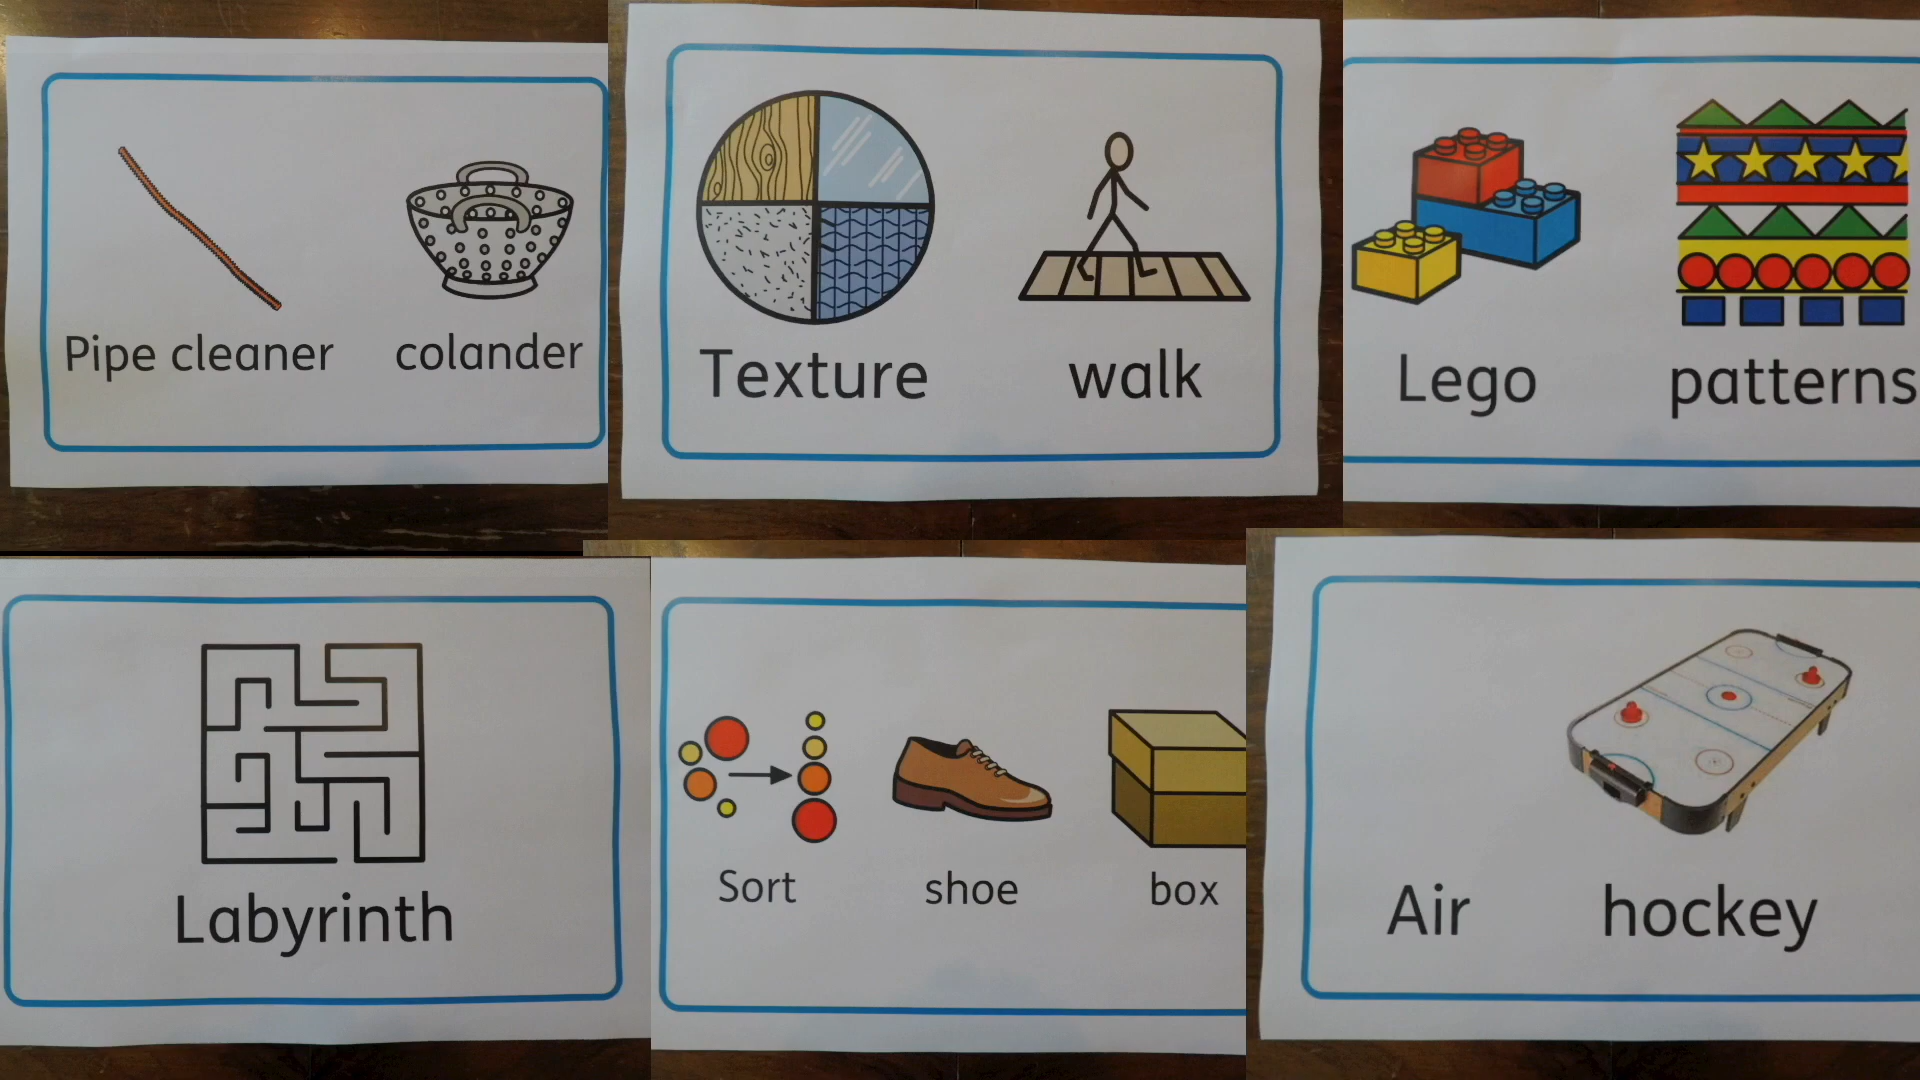 Pipe cleaner colander
Texture walk
Lego patterns
Labyrinth
Sort shoe box
Air hockey